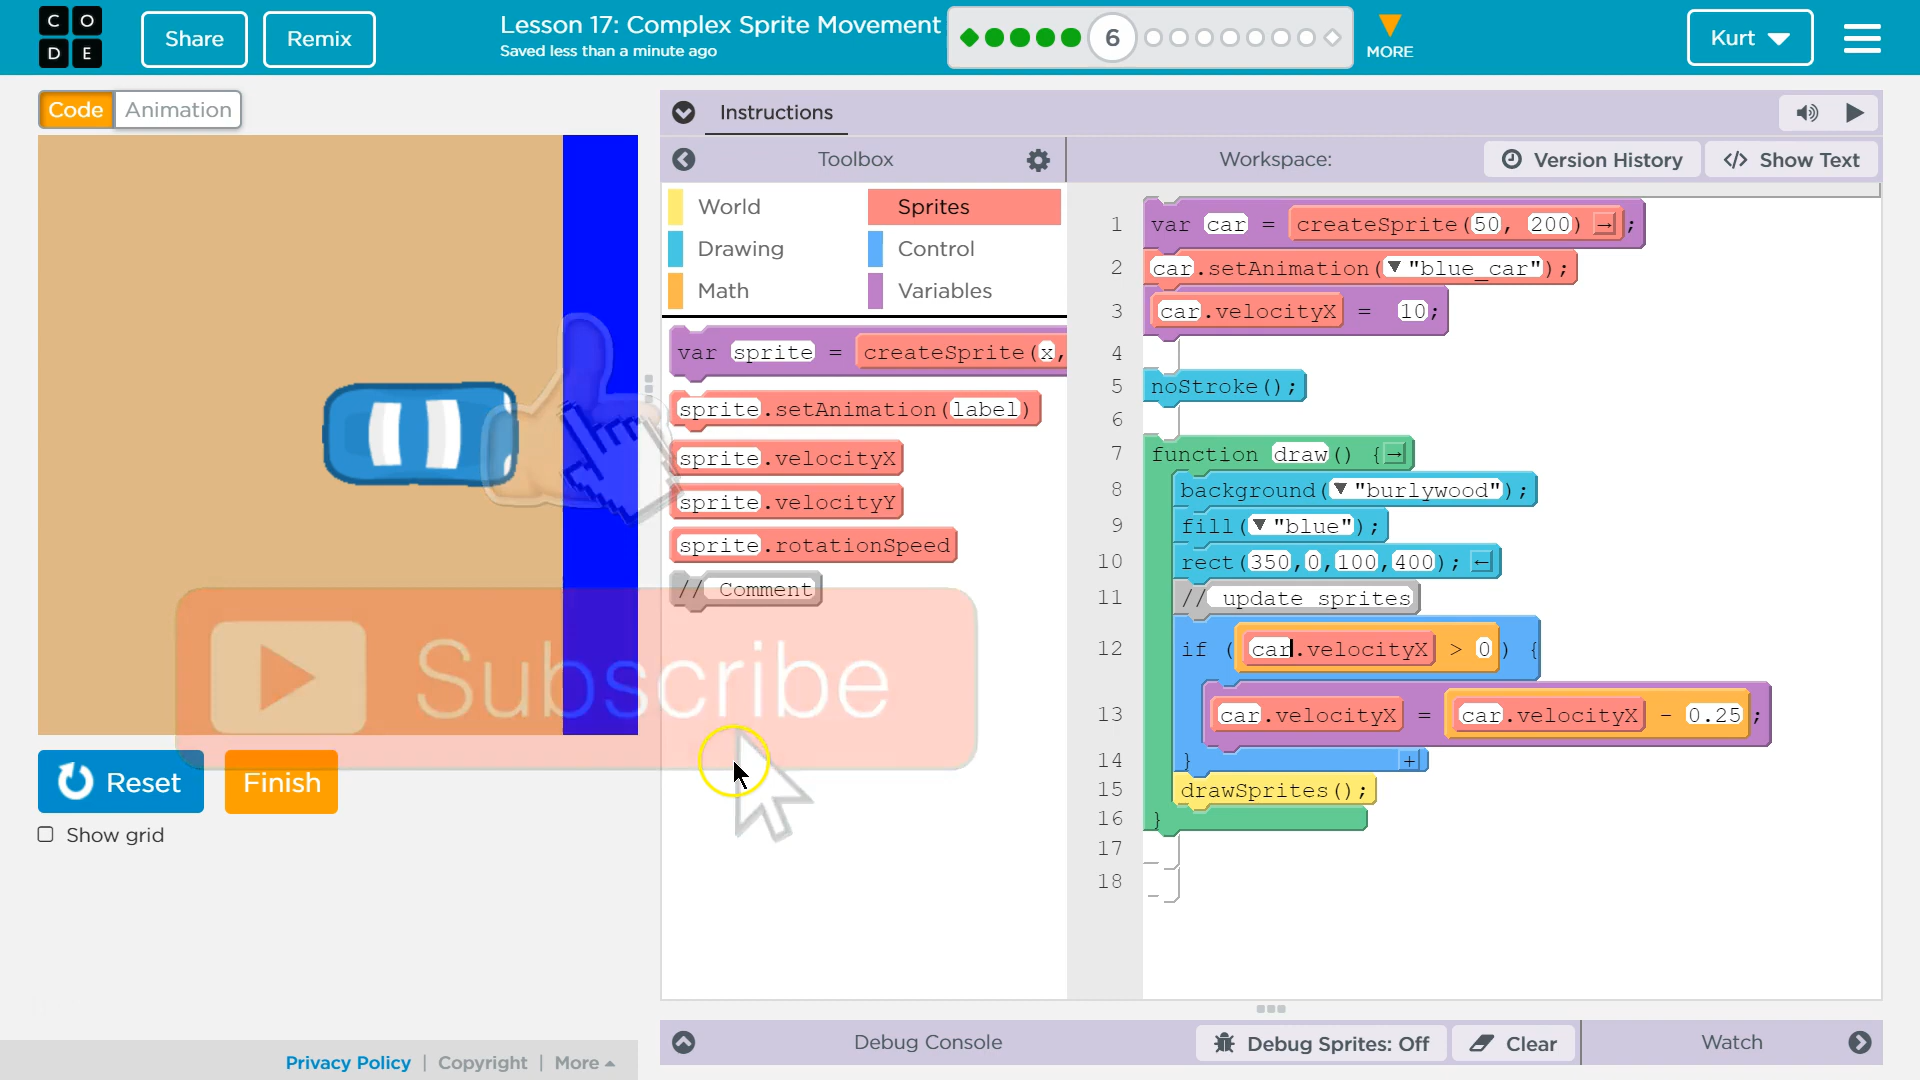 C O
D E
Share
Remix
Lesson 17: Complex Sprite Movement
Saved less than a minute ago
6
MORE
Kurt
Code
Animation
Instructions
Toolbox
Workspace:
Version History
</> Show Text
World
Sprites
Drawing
Control
Math
Variables
var sprite = createSprite(x,
sprite.setAnimation(label)
sprite.velocityX
sprite.velocityY
sprite.rotationSpeed
// Comment
1 var car = createSprite(50, 200) → ;
2 car.setAnimation(▼"blue_car");
3 car.velocityX = 10;
4
5 noStroke();
6
7 function draw() {→
8 background(▼"burlywood");
9 fill(▼"blue");
10 rect(350,0,100,400); ←
11 // update sprites
12 if (car.velocityX > 0) {
13 car.velocityX = car.velocityX - 0.25;
14 } +
15 drawSprites();
16 }
17
18
Subscribe
Reset
Finish
Show grid
Privacy Policy | Copyright | More
Debug Console
Debug Sprites: Off
Clear
Watch